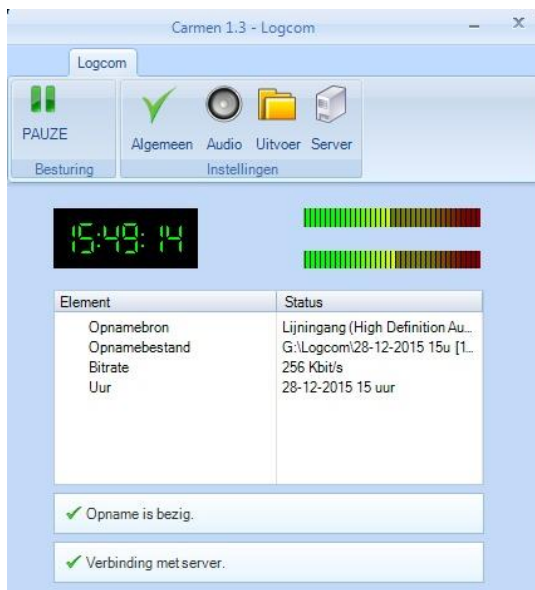 Carmen 1.3 - Logcom
Logcom
PAUZE
Algemeen Audio Uitvoer Server
Besturing Instellingen
15:49:14
Element Status
Opnamebron Lijningang (High Definition Au...
Opnamebestand G:\Logcom\28-12-2015 15u [1...
Bitrate 256 Kbit/s
Uur 28-12-2015 15 uur
Opname is bezig.
Verbinding met server.